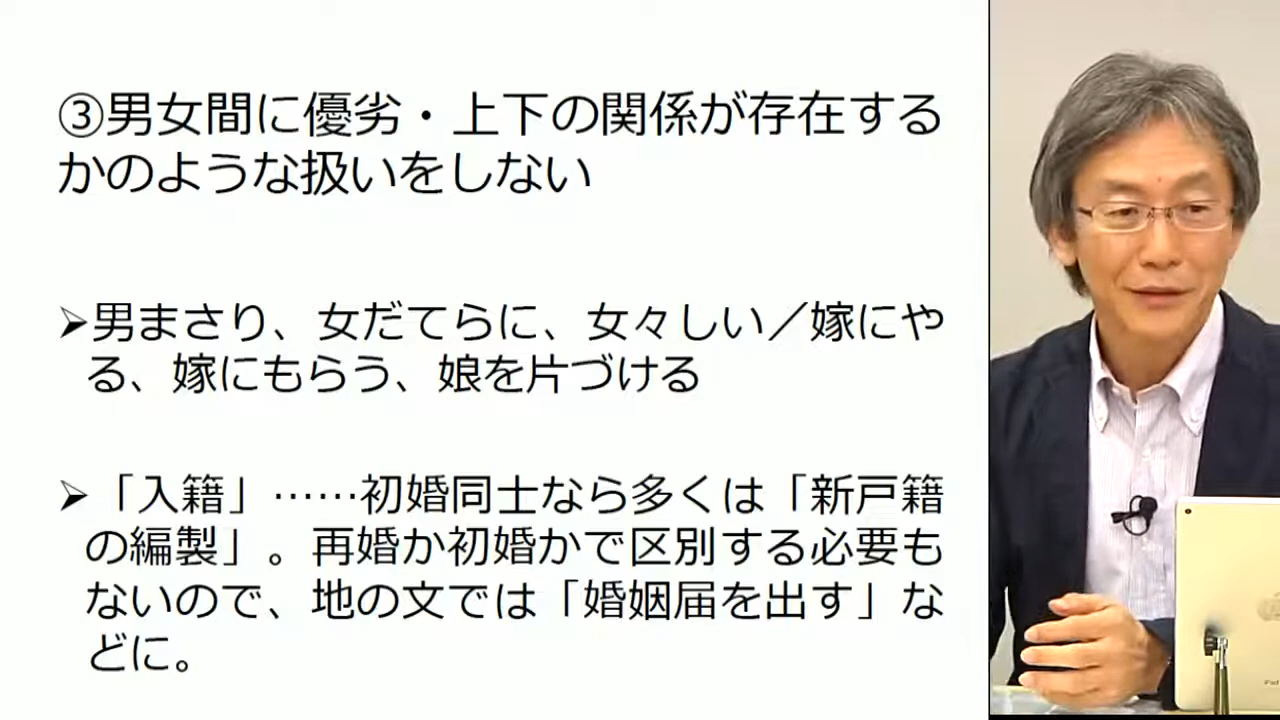 ③男女間に優劣・上下の関係が存在する
かのような扱いをしない
➢男まさり、女だてらに、女々しい／嫁にや
る、嫁にもらう、娘を片づける
➢「入籍」……初婚同士なら多くは「新戸籍
の編製」。再婚か初婚かで区別する必要も
ないので、地の文では「婚姻届を出す」な
どに。
iPad